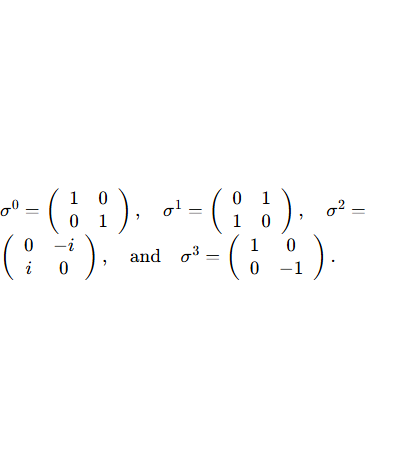 σ⁰ = ( 1 0 ; 0 1 ), σ¹ = ( 0 1 ; 1 0 ), σ² =
( 0 −i ; i 0 ), and σ³ = ( 1 0 ; 0 −1 ).